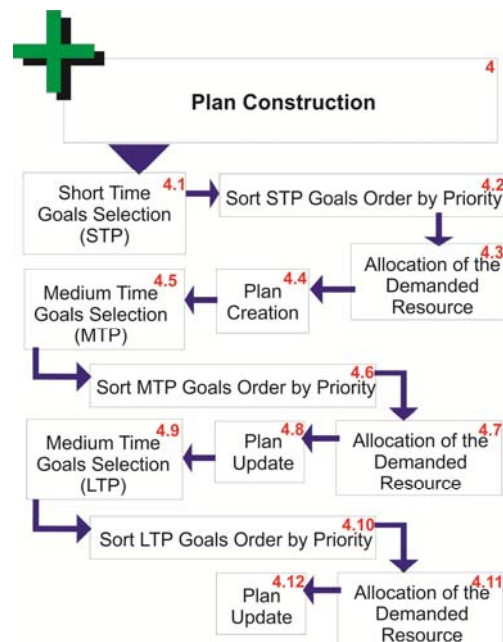 4
Plan Construction
4.1
Short Time
Goals Selection
(STP)
4.2
Sort STP Goals Order by Priority
4.3
Allocation of the
Demanded
Resource
4.4
Plan
Creation
4.5
Medium Time
Goals Selection
(MTP)
4.6
Sort MTP Goals Order by Priority
4.7
Allocation of the
Demanded
Resource
4.8
Plan
Update
4.9
Medium Time
Goals Selection
(LTP)
4.10
Sort LTP Goals Order by Priority
4.11
Allocation of the
Demanded
Resource
4.12
Plan
Update